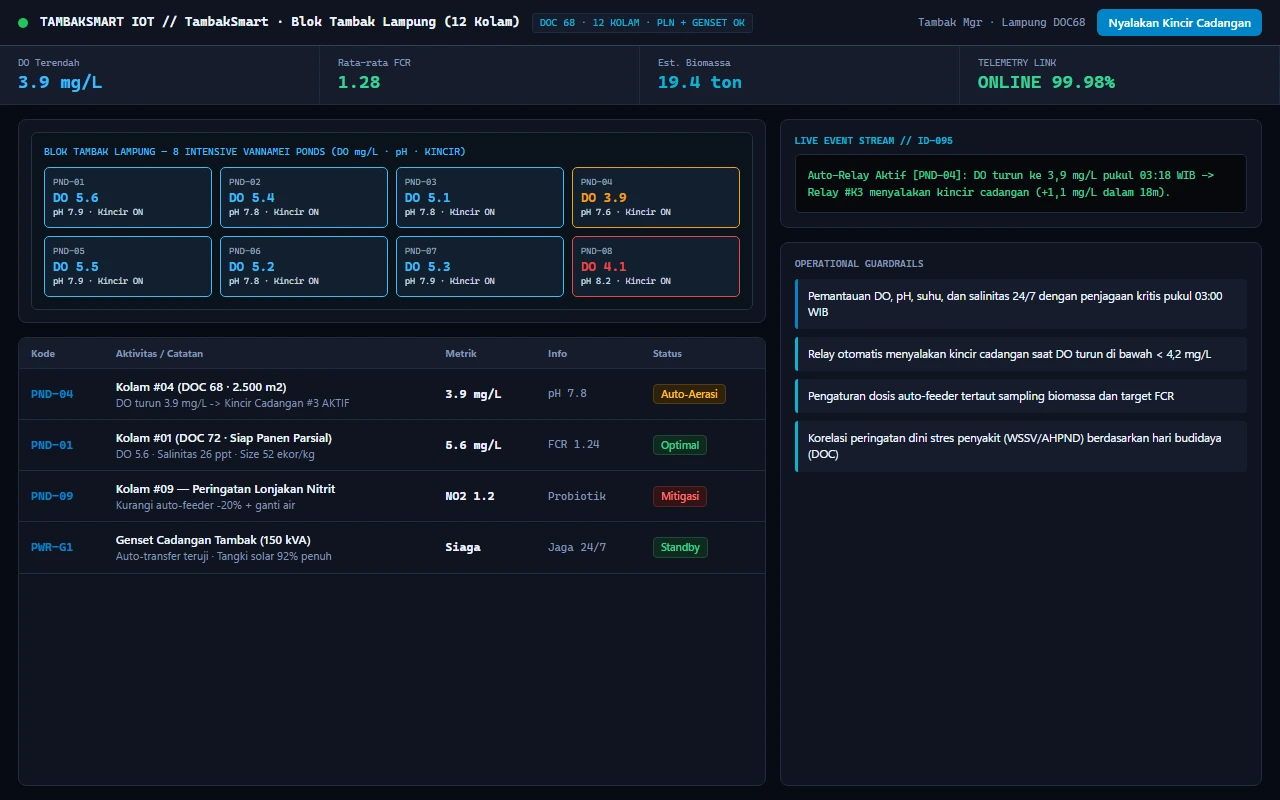 TAMBAKSMART IOT // TambakSmart · Blok Tambak Lampung (12 Kolam)
DOC 68 · 12 KOLAM · PLN + GENSET OK
Tambak Mgr · Lampung DOC68
Nyalakan Kincir Cadangan
DO Terendah
3.9 mg/L
Rata-rata FCR
1.28
Est. Biomassa
19.4 ton
TELEMETRY LINK
ONLINE 99.98%
BLOK TAMBAK LAMPUNG — 8 INTENSIVE VANNAMEI PONDS (DO mg/L · pH · KINCIR)
PND-01
DO 5.6
pH 7.9 · Kincir ON
PND-02
DO 5.4
pH 7.8 · Kincir ON
PND-03
DO 5.1
pH 7.8 · Kincir ON
PND-04
DO 3.9
pH 7.6 · Kincir ON
PND-05
DO 5.5
pH 7.9 · Kincir ON
PND-06
DO 5.2
pH 7.8 · Kincir ON
PND-07
DO 5.3
pH 7.9 · Kincir ON
PND-08
DO 4.1
pH 8.2 · Kincir ON
Kode Aktivitas / Catatan Metrik Info Status
PND-04 Kolam #04 (DOC 68 · 2.500 m2) 3.9 mg/L pH 7.8 Auto-Aerasi
DO turun 3.9 mg/L -> Kincir Cadangan #3 AKTIF
PND-01 Kolam #01 (DOC 72 · Siap Panen Parsial) 5.6 mg/L FCR 1.24 Optimal
DO 5.6 · Salinitas 26 ppt · Size 52 ekor/kg
PND-09 Kolam #09 — Peringatan Lonjakan Nitrit NO2 1.2 Probiotik Mitigasi
Kurangi auto-feeder -20% + ganti air
PWR-G1 Genset Cadangan Tambak (150 kVA) Siaga Jaga 24/7 Standby
Auto-transfer teruji · Tangki solar 92% penuh
LIVE EVENT STREAM // ID-095
Auto-Relay Aktif [PND-04]: DO turun ke 3,9 mg/L pukul 03:18 WIB ->
Relay #K3 menyalakan kincir cadangan (+1,1 mg/L dalam 18m).
OPERATIONAL GUARDRAILS
Pemantauan DO, pH, suhu, dan salinitas 24/7 dengan penjagaan kritis pukul 03:00
WIB
Relay otomatis menyalakan kincir cadangan saat DO turun di bawah < 4,2 mg/L
Pengaturan dosis auto-feeder tertaut sampling biomassa dan target FCR
Korelasi peringatan dini stres penyakit (WSSV/AHPND) berdasarkan hari budidaya
(DOC)